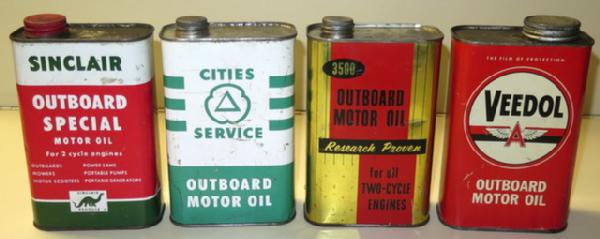 SINCLAIR
OUTBOARD
SPECIAL
MOTOR OIL
For 2 cycle engines
OUTBOARDS POWER SAWS
MOWERS PORTABLE PUMPS
MOTOR SCOOTERS PORTABLE GENERATORS
SINCLAIR
CITIES
SERVICE
OUTBOARD
MOTOR OIL
3500
OUTBOARD
MOTOR OIL
Research Proven
for all
TWO-CYCLE
ENGINES
THE FILM OF PROTECTION
VEEDOL
A
OUTBOARD
MOTOR OIL